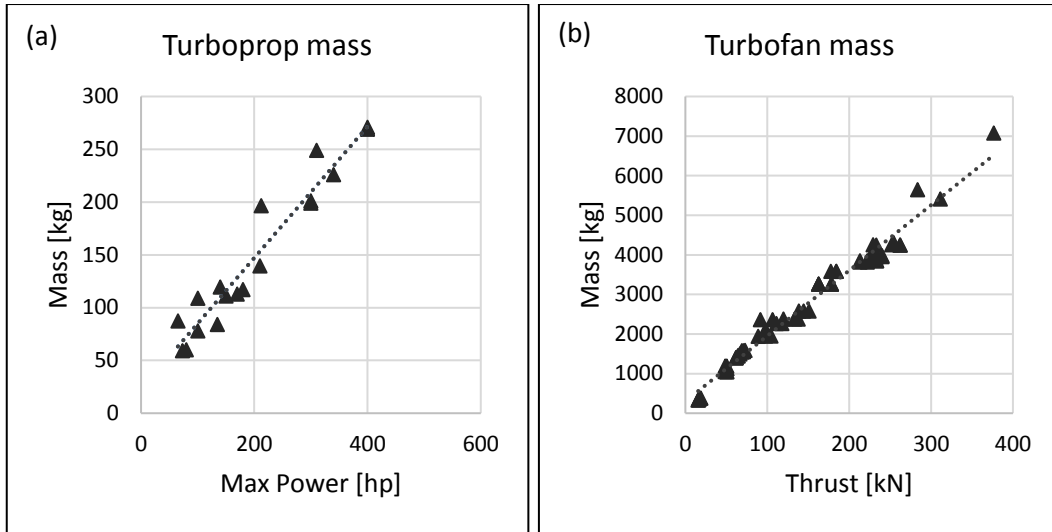 (a)
Turboprop mass
Mass [kg]
300
250
200
150
100
50
0
0 200 400 600
Max Power [hp]
(b)
Turbofan mass
Mass [kg]
8000
7000
6000
5000
4000
3000
2000
1000
0
0 100 200 300 400
Thrust [kN]